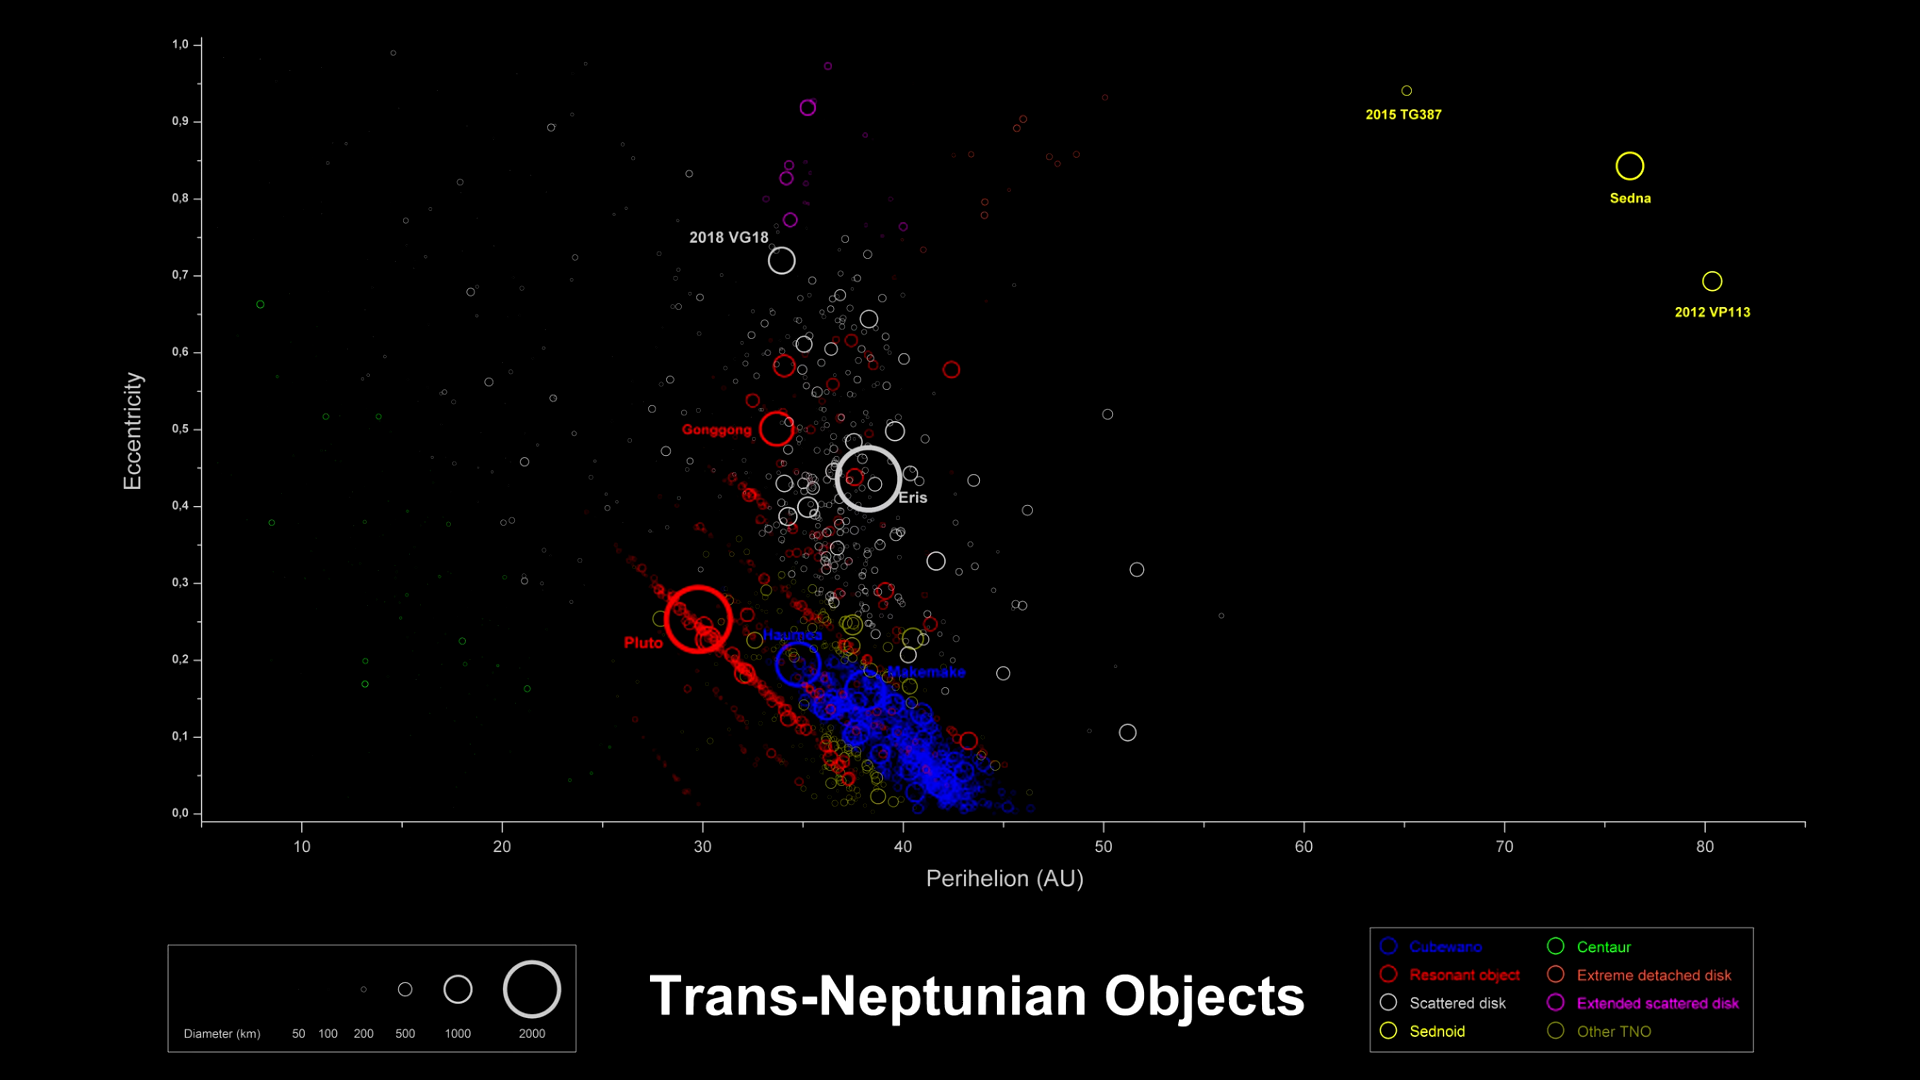 1,0
0,9
0,8
0,7
0,6
0,5
0,4
0,3
0,2
0,1
0,0
Eccentricity
2015 TG387
Sedna
2018 VG18
2012 VP113
Gonggong
Eris
Haumea
Pluto
Makemake
10 20 30 40 50 60 70 80
Perihelion (AU)
Diameter (km) 50 100 200 500 1000 2000
Trans-Neptunian Objects
Cubewano
Resonant object
Scattered disk
Sednoid
Centaur
Extreme detached disk
Extended scattered disk
Other TNO